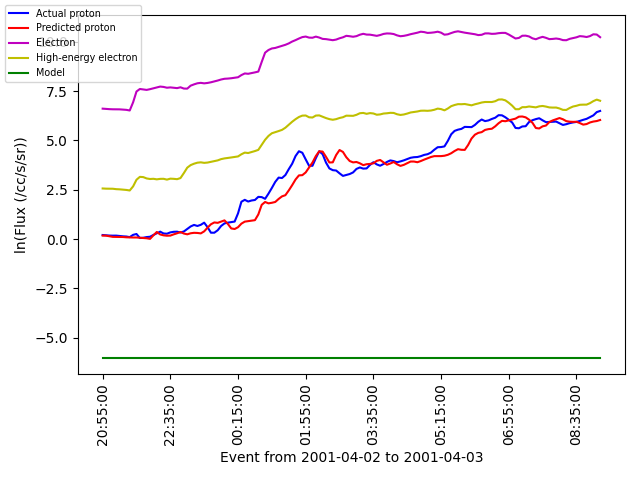 Actual proton
Predicted proton
Electron
High-energy electron
Model
7.5
5.0
2.5
0.0
−2.5
−5.0
ln(Flux (/cc/s/sr))
20:55:00
22:35:00
00:15:00
01:55:00
03:35:00
05:15:00
06:55:00
08:35:00
Event from 2001-04-02 to 2001-04-03